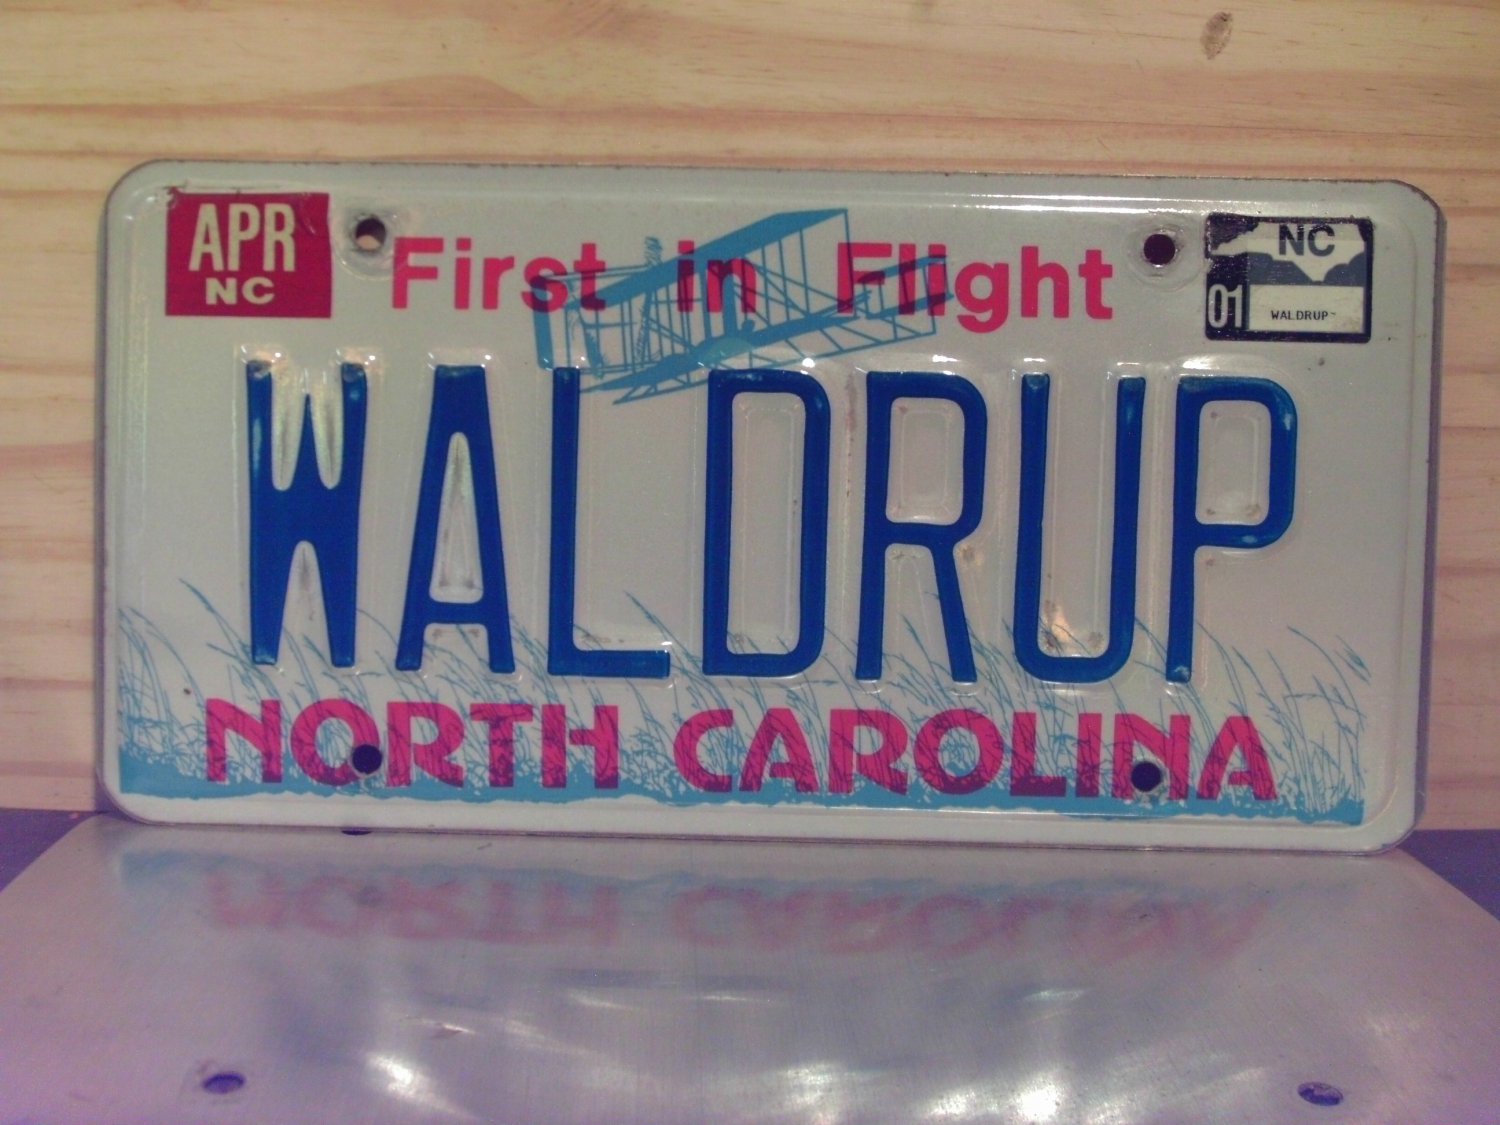 APR
NC
First in Flight
NC
01
WALDRUP
WALDRUP
NORTH CAROLINA